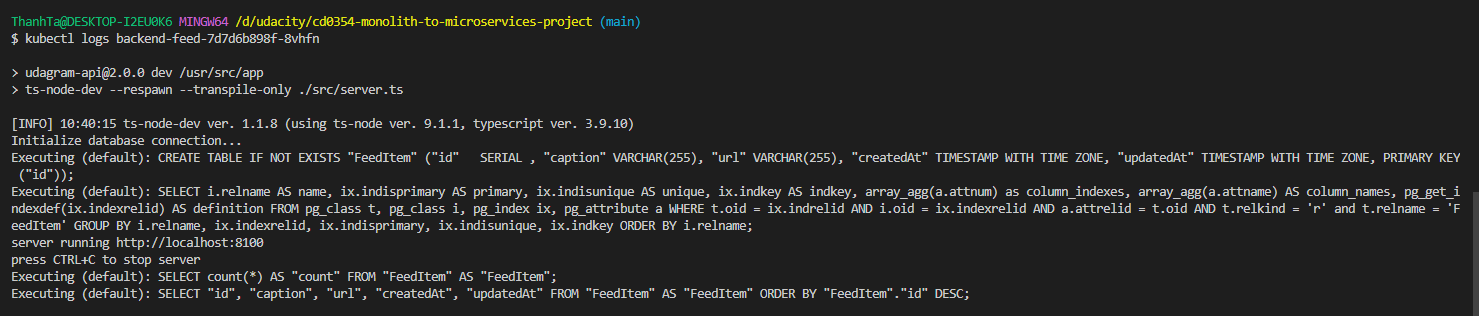 ThanhTa@DESKTOP-I2EU0K6 MINGW64 /d/udacity/cd0354-monolith-to-microservices-project (main)
$ kubectl logs backend-feed-7d7d6b898f-8vhfn
> udagram-api@2.0.0 dev /usr/src/app
> ts-node-dev --respawn --transpile-only ./src/server.ts
[INFO] 10:40:15 ts-node-dev ver. 1.1.8 (using ts-node ver. 9.1.1, typescript ver. 3.9.10)
Initialize database connection...
Executing (default): CREATE TABLE IF NOT EXISTS "FeedItem" ("id"   SERIAL , "caption" VARCHAR(255), "url" VARCHAR(255), "createdAt" TIMESTAMP WITH TIME ZONE, "updatedAt" TIMESTAMP WITH TIME ZONE, PRIMARY KEY
 ("id"));
Executing (default): SELECT i.relname AS name, ix.indisprimary AS primary, ix.indisunique AS unique, ix.indkey AS indkey, array_agg(a.attnum) as column_indexes, array_agg(a.attname) AS column_names, pg_get_i
ndexdef(ix.indexrelid) AS definition FROM pg_class t, pg_class i, pg_index ix, pg_attribute a WHERE t.oid = ix.indrelid AND i.oid = ix.indexrelid AND a.attrelid = t.oid AND t.relkind = 'r' and t.relname = 'F
eedItem' GROUP BY i.relname, ix.indexrelid, ix.indisprimary, ix.indisunique, ix.indkey ORDER BY i.relname;
server running http://localhost:8100
press CTRL+C to stop server
Executing (default): SELECT count(*) AS "count" FROM "FeedItem" AS "FeedItem";
Executing (default): SELECT "id", "caption", "url", "createdAt", "updatedAt" FROM "FeedItem" AS "FeedItem" ORDER BY "FeedItem"."id" DESC;